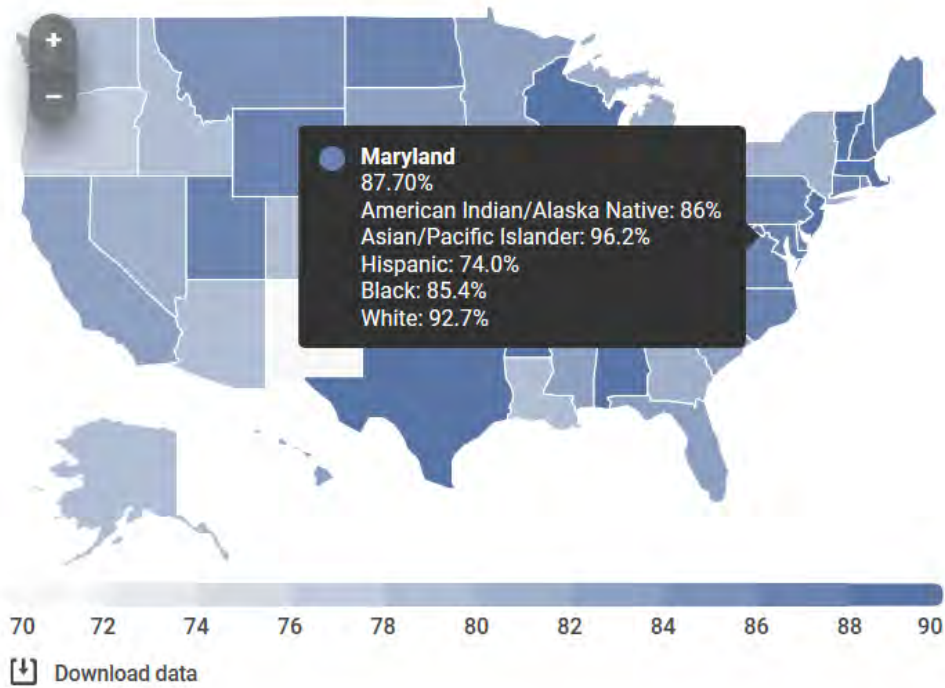 +
−
Maryland
87.70%
American Indian/Alaska Native: 86%
Asian/Pacific Islander: 96.2%
Hispanic: 74.0%
Black: 85.4%
White: 92.7%
70 72 74 76 78 80 82 84 86 88 90
Download data